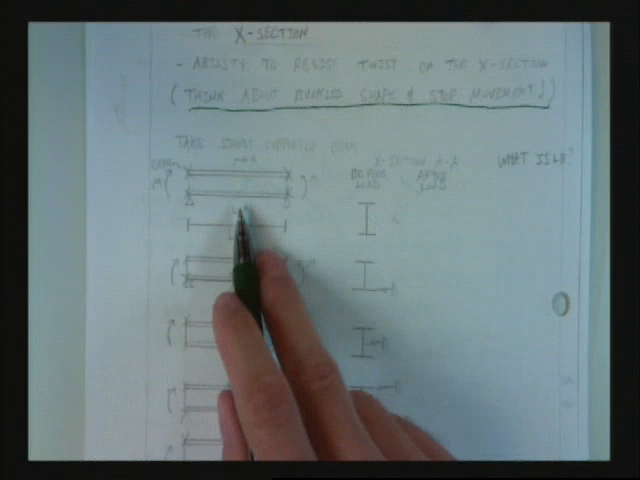 THE X-SECTION
- ABILITY TO RESIST TWIST OF THE X-SECTION
(THINK ABOUT BUCKLED SHAPE & STOP MOVEMENT!)
TAKE SIMPLY SUPPORTED BEAM
X-SECTION A-A
WHAT IS LB?
BEFORE LOAD
AFTER LOAD
M